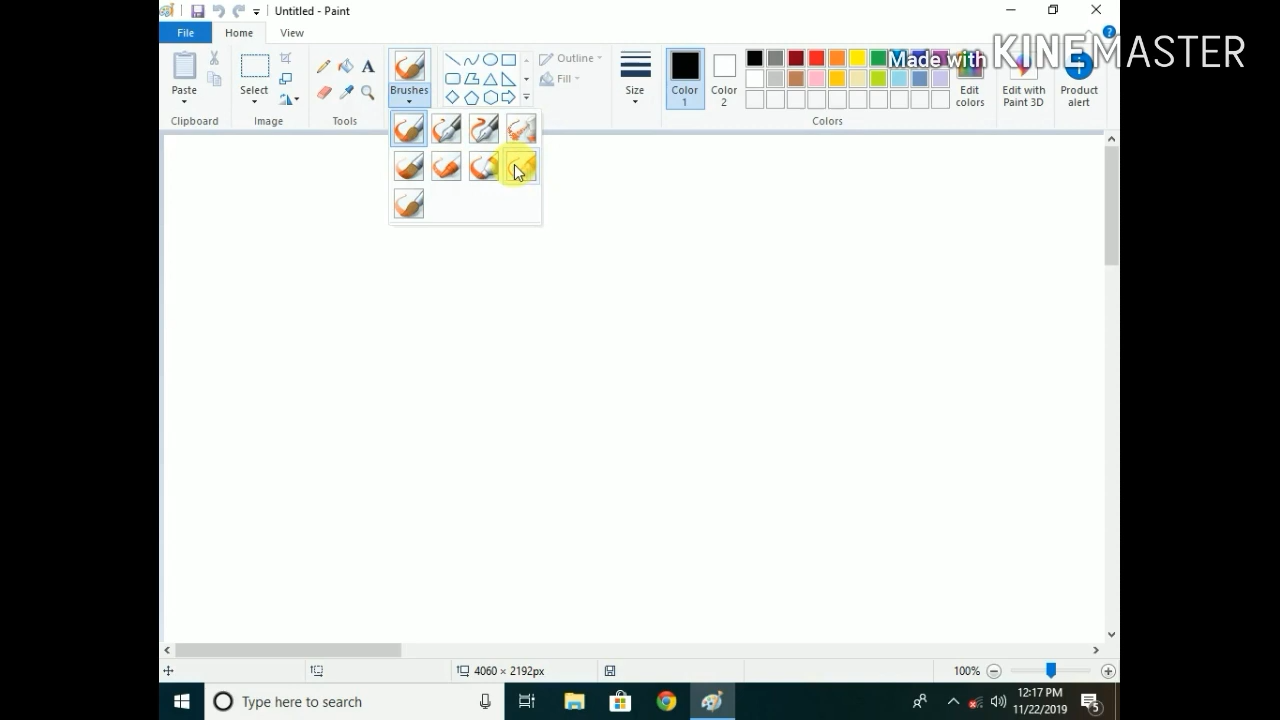 Untitled - Paint
File
Home
View
Made with KINEMASTER
Paste
Select
Brushes
Outline
Fill
Size
Color 1
Color 2
Edit colors
Edit with Paint 3D
Product alert
Clipboard
Image
Tools
Colors
A
4060 × 2192px
100%
Type here to search
12:17 PM
11/22/2019
5